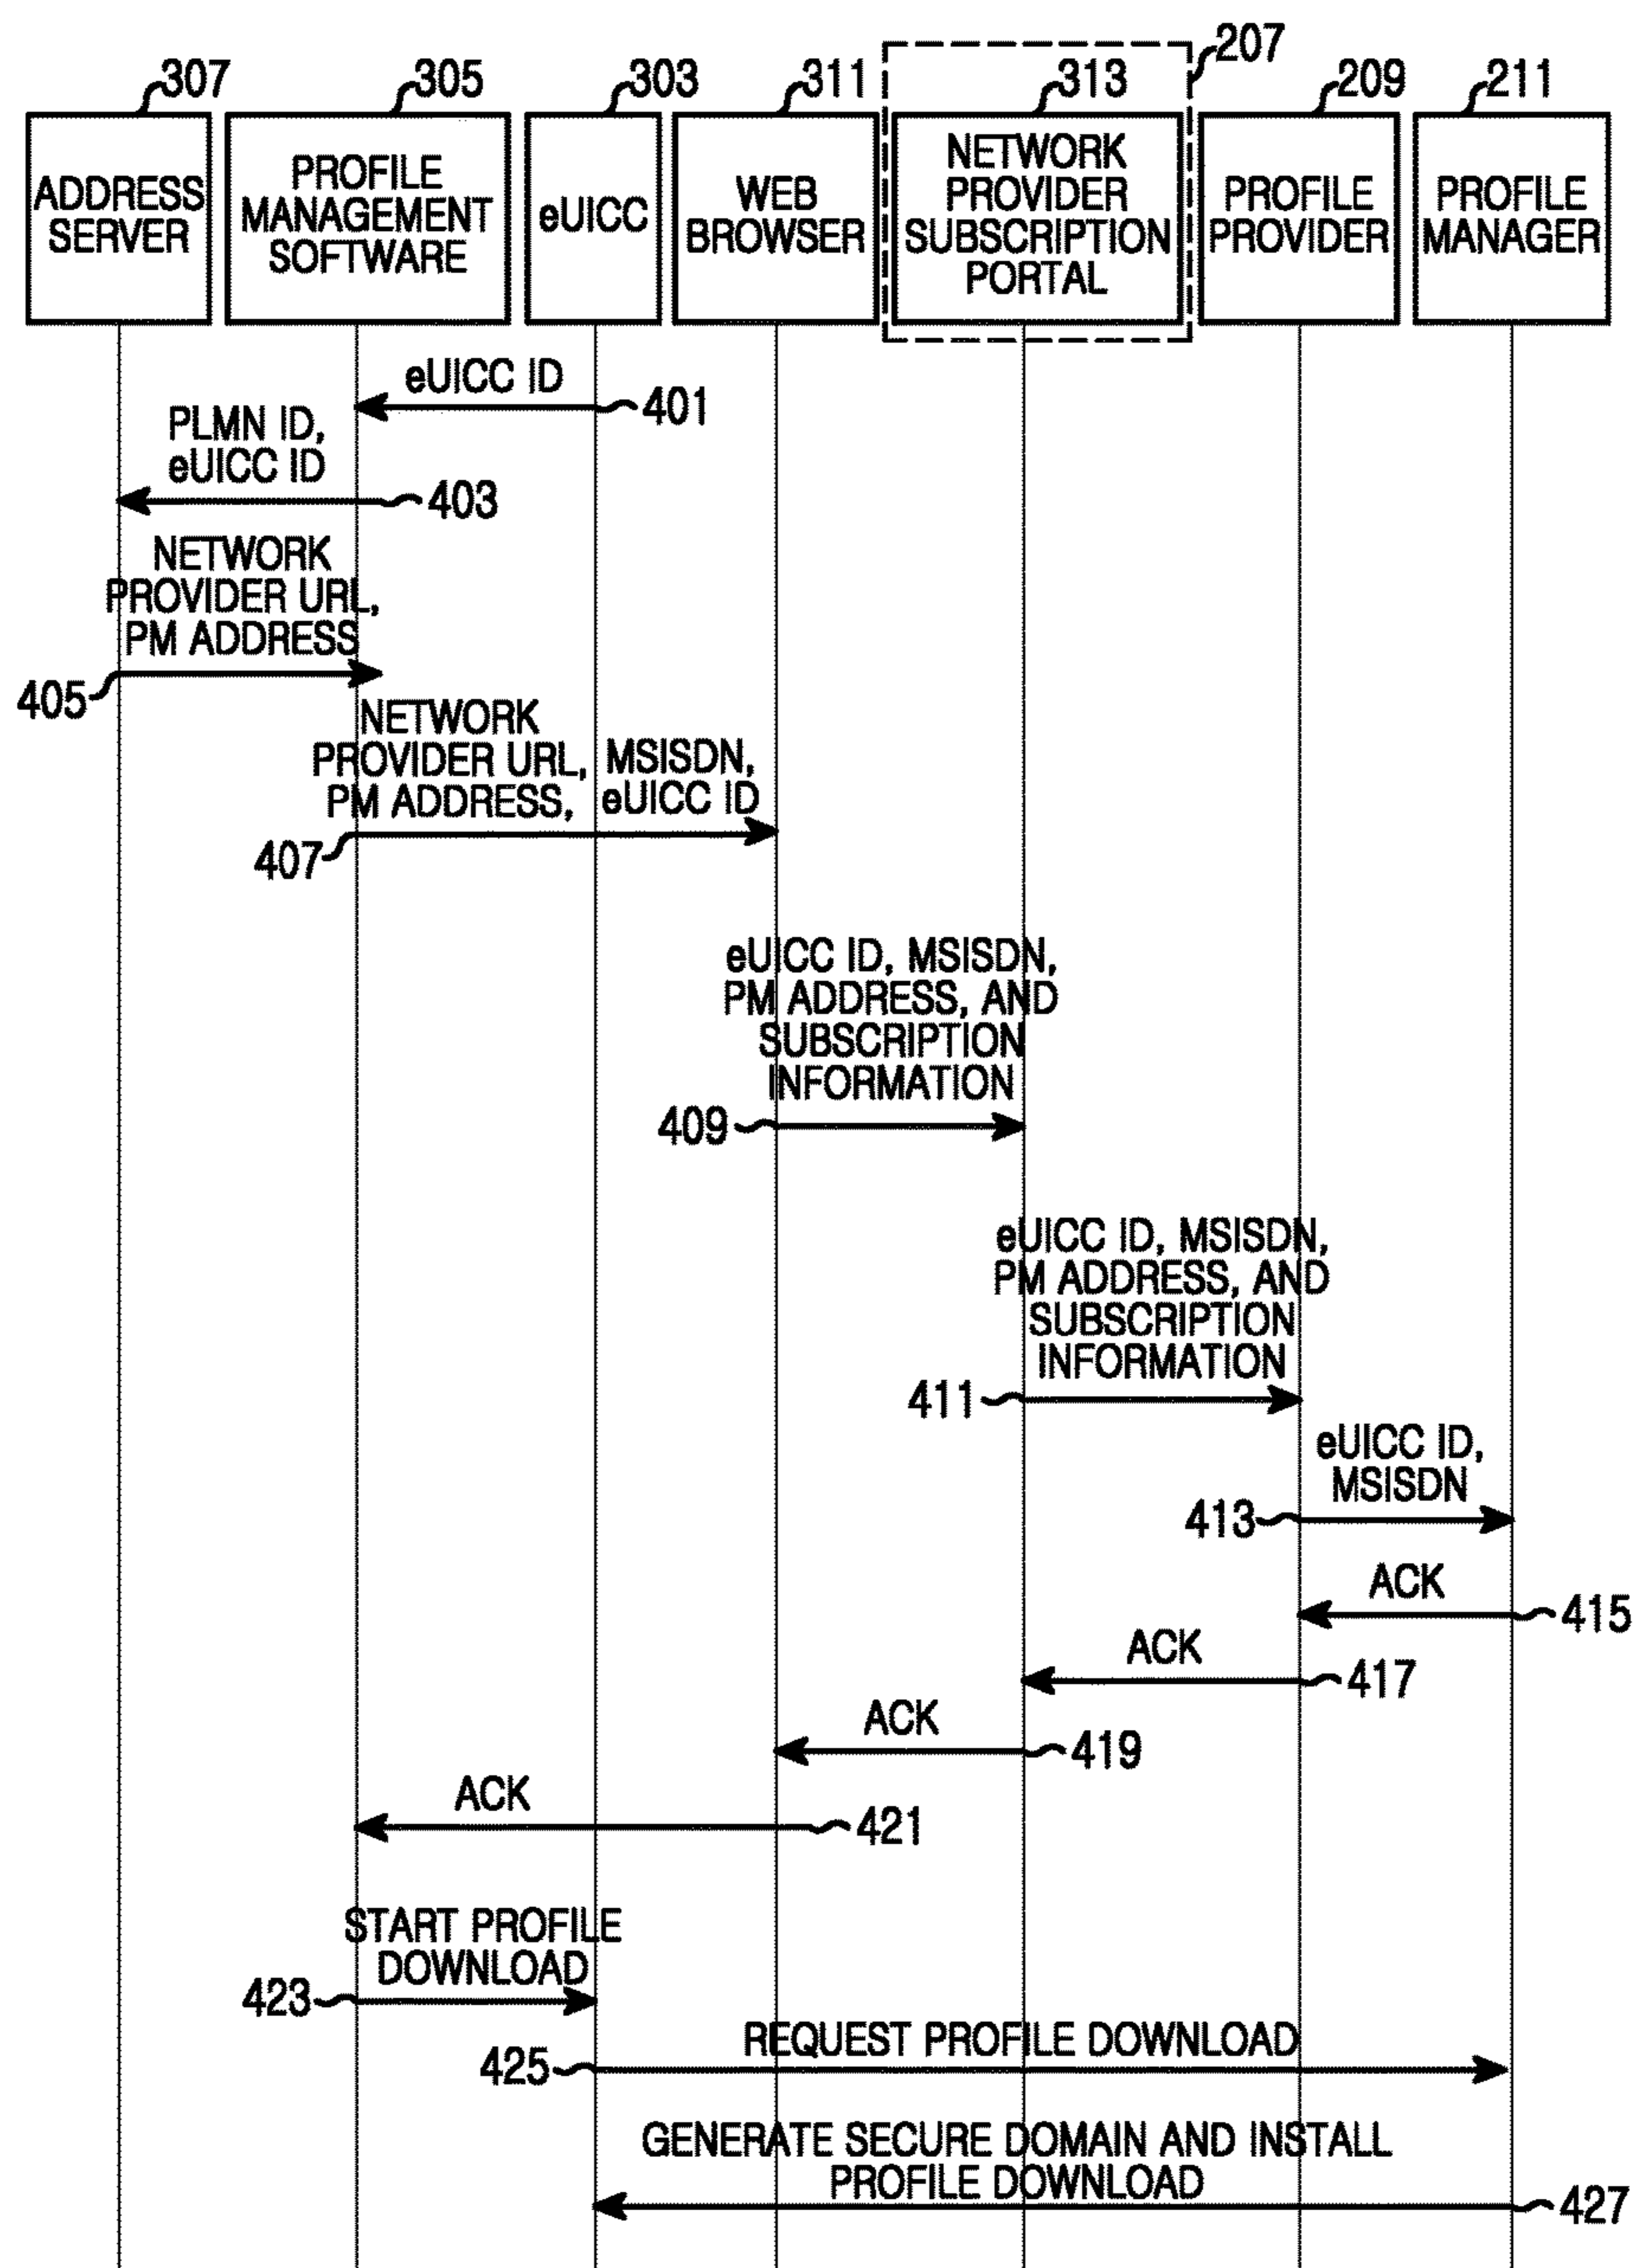 207
307
305
303
311
313
209
211
ADDRESS
SERVER
PROFILE
MANAGEMENT
SOFTWARE
eUICC
WEB
BROWSER
NETWORK
PROVIDER
SUBSCRIPTION
PORTAL
PROFILE
PROVIDER
PROFILE
MANAGER
eUICC ID
401
PLMN ID,
eUICC ID
403
NETWORK
PROVIDER URL,
PM ADDRESS
405
NETWORK
PROVIDER URL, MSISDN,
PM ADDRESS, eUICC ID
407
eUICC ID, MSISDN,
PM ADDRESS, AND
SUBSCRIPTION
INFORMATION
409
eUICC ID, MSISDN,
PM ADDRESS, AND
SUBSCRIPTION
INFORMATION
411
eUICC ID,
MSISDN
413
ACK
415
ACK
417
ACK
419
ACK
421
START PROFILE
DOWNLOAD
423
REQUEST PROFILE DOWNLOAD
425
GENERATE SECURE DOMAIN AND INSTALL
PROFILE DOWNLOAD
427